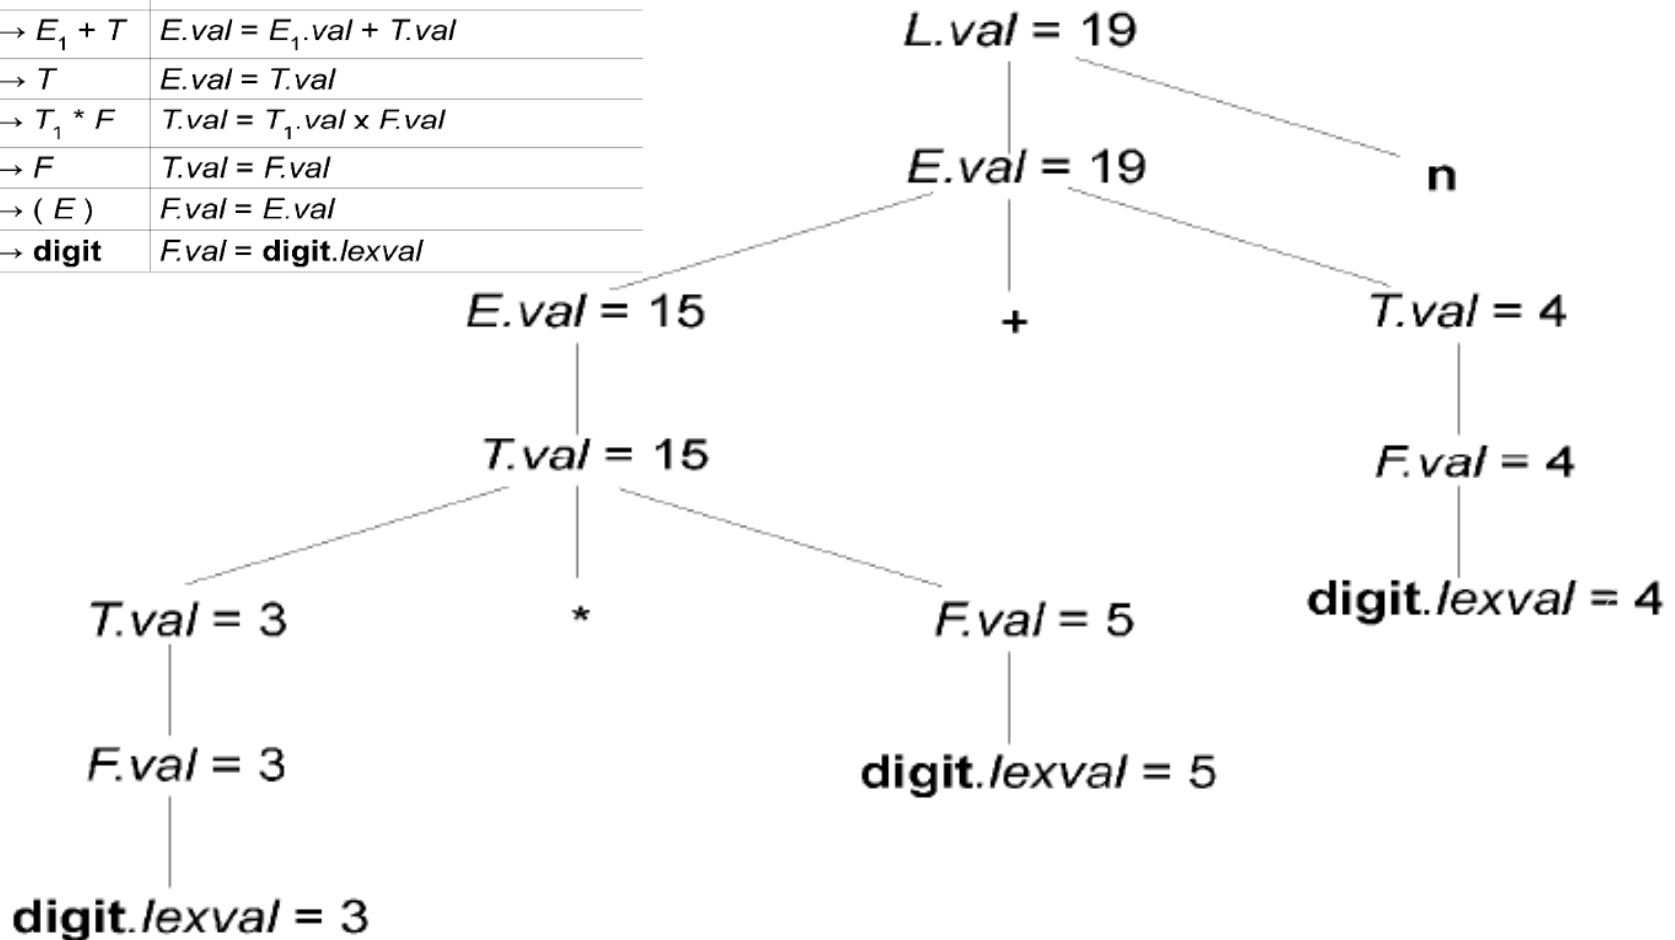 → E₁ + T E.val = E₁.val + T.val
→ T E.val = T.val
→ T₁ * F T.val = T₁.val x F.val
→ F T.val = F.val
→ ( E ) F.val = E.val
→ digit F.val = digit.lexval
L.val = 19
E.val = 19 n
E.val = 15 + T.val = 4
T.val = 15 F.val = 4
T.val = 3 * F.val = 5 digit.lexval = 4
F.val = 3 digit.lexval = 5
digit.lexval = 3